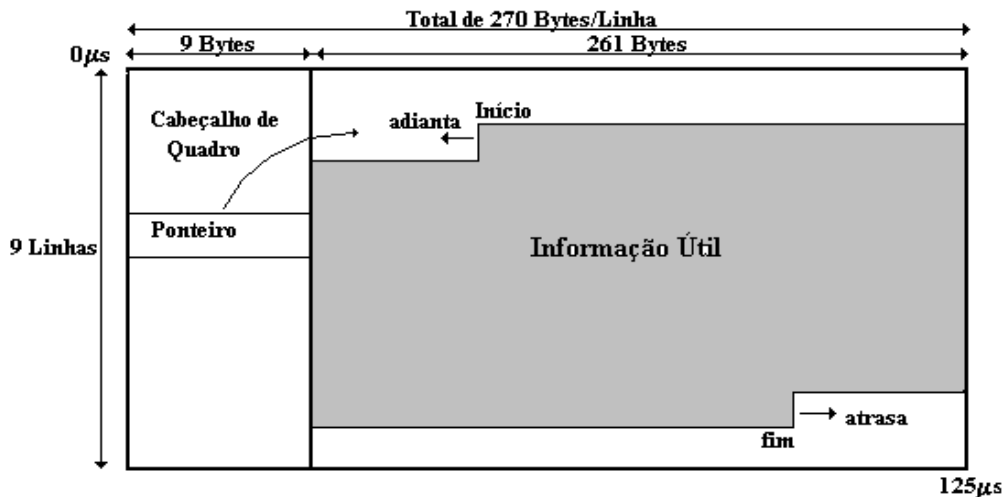 Total de 270 Bytes/Linha
9 Bytes
261 Bytes
0µs
Cabeçalho de
Quadro
adianta
Início
Ponteiro
9 Linhas
Informação Útil
atrasa
fim
125µs